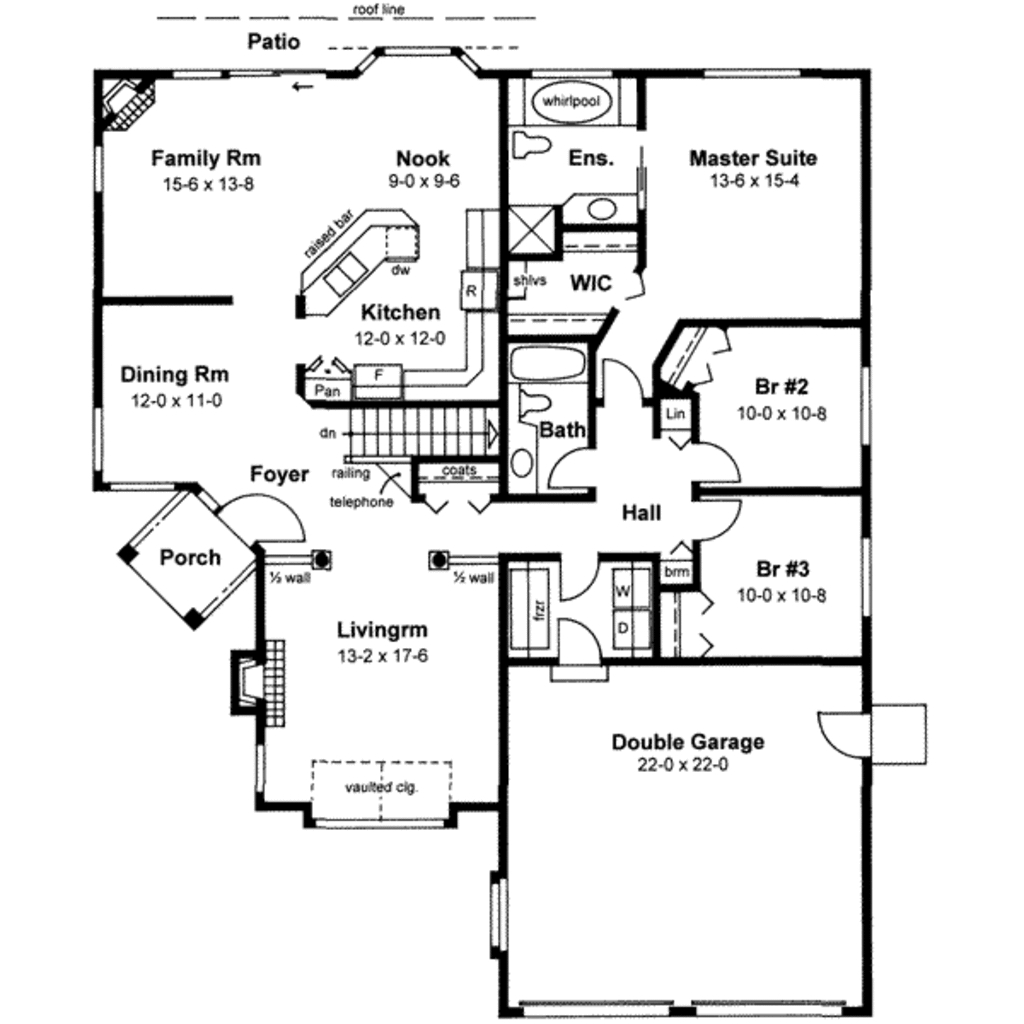 roof line
Patio
whirlpool
Family Rm
15-6 x 13-8
Nook
9-0 x 9-6
Ens.
Master Suite
13-6 x 15-4
raised bar
dw
shlvs
WIC
R
Kitchen
12-0 x 12-0
Dining Rm
12-0 x 11-0
Pan
F
Br #2
10-0 x 10-8
Lin
dn
Bath
railing
telephone
coats
Foyer
Hall
Porch
½ wall
½ wall
brm
Br #3
10-0 x 10-8
frzr
W
D
Livingrm
13-2 x 17-6
Double Garage
22-0 x 22-0
vaulted clg.